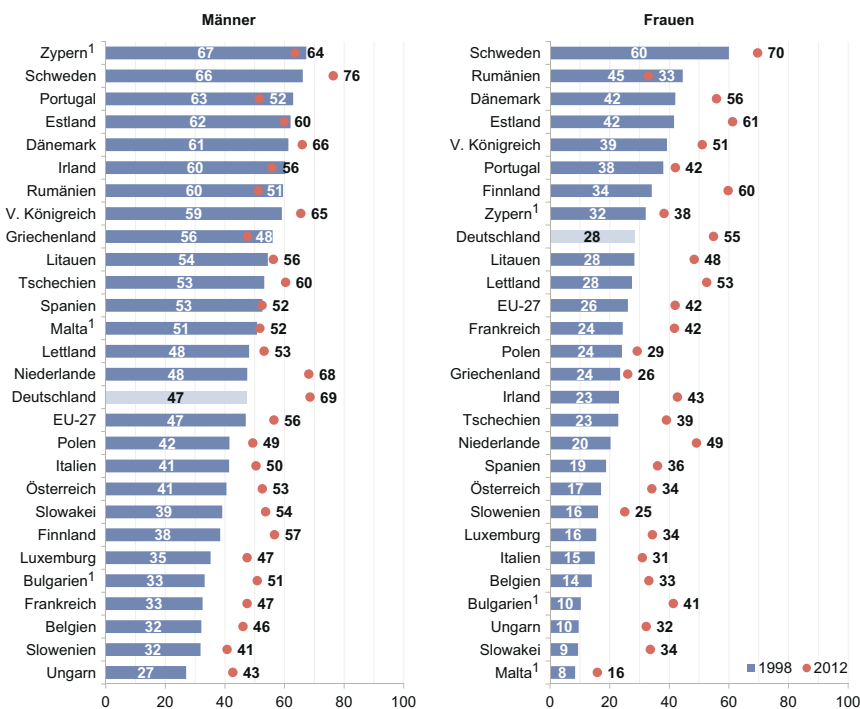 Männer
Zypern1 67 64
Schweden 66 76
Portugal 63 52
Estland 62 60
Dänemark 61 66
Irland 60 56
Rumänien 60 51
V. Königreich 59 65
Griechenland 56 48
Litauen 54 56
Tschechien 53 60
Spanien 53 52
Malta1 51 52
Lettland 48 53
Niederlande 48 68
Deutschland 47 69
EU-27 47 56
Polen 42 49
Italien 41 50
Österreich 41 53
Slowakei 39 54
Finnland 38 57
Luxemburg 35 47
Bulgarien1 33 51
Frankreich 33 47
Belgien 32 46
Slowenien 32 41
Ungarn 27 43
0 20 40 60 80 100
Frauen
Schweden 60 70
Rumänien 45 33
Dänemark 42 56
Estland 42 61
V. Königreich 39 51
Portugal 38 42
Finnland 34 60
Zypern1 32 38
Deutschland 28 55
Litauen 28 48
Lettland 28 53
EU-27 26 42
Frankreich 24 42
Polen 24 29
Griechenland 24 26
Irland 23 43
Tschechien 23 39
Niederlande 20 49
Spanien 19 36
Österreich 17 34
Slowenien 16 25
Luxemburg 16 34
Italien 15 31
Belgien 14 33
Bulgarien1 10 41
Ungarn 10 32
Slowakei 9 34
Malta1 8 16
1998 2012
0 20 40 60 80 100